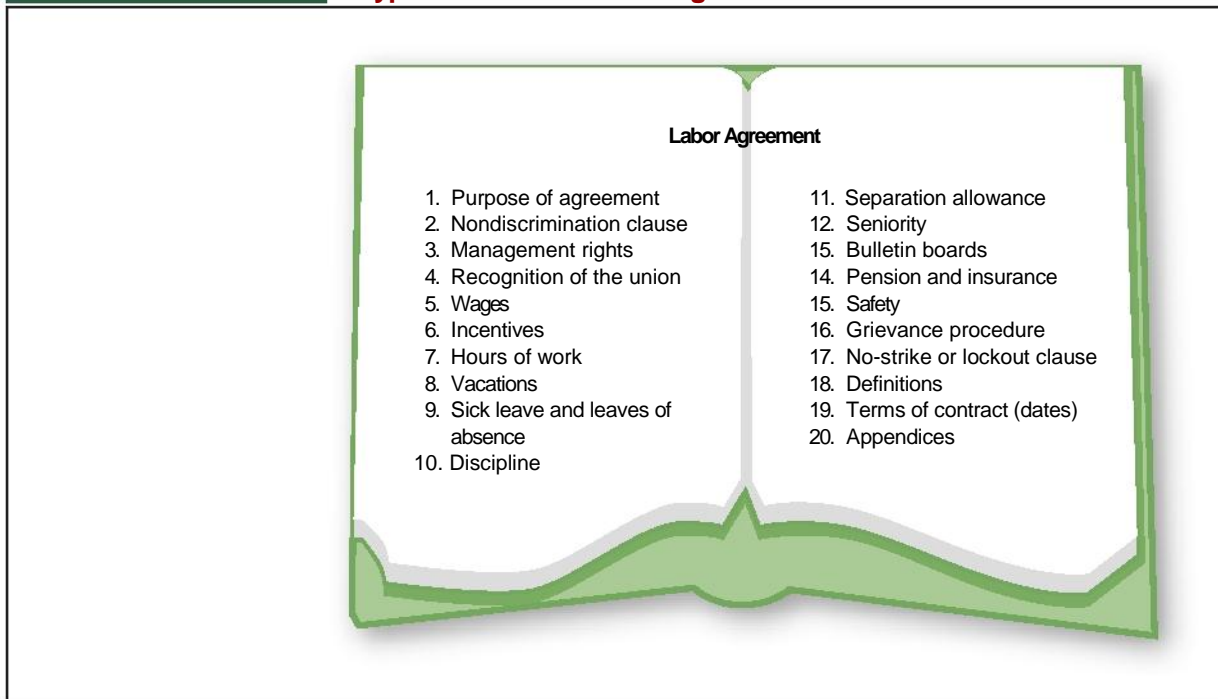 Labor Agreement
1. Purpose of agreement
2. Nondiscrimination clause
3. Management rights
4. Recognition of the union
5. Wages
6. Incentives
7. Hours of work
8. Vacations
9. Sick leave and leaves of
absence
10. Discipline
11. Separation allowance
12. Seniority
15. Bulletin boards
14. Pension and insurance
15. Safety
16. Grievance procedure
17. No-strike or lockout clause
18. Definitions
19. Terms of contract (dates)
20. Appendices